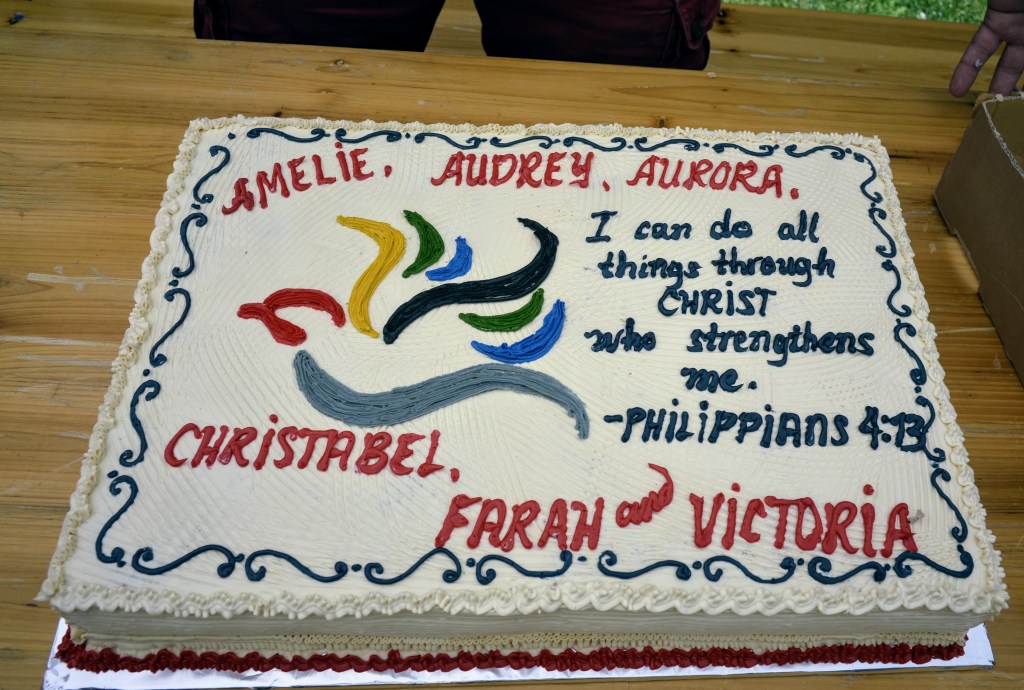 AMELIE. AUDREY. AURORA.
I can do all
things through
CHRIST
who strengthens
me.
-PHILIPPIANS 4:13
CHRISTABEL.
FARAH and VICTORIA